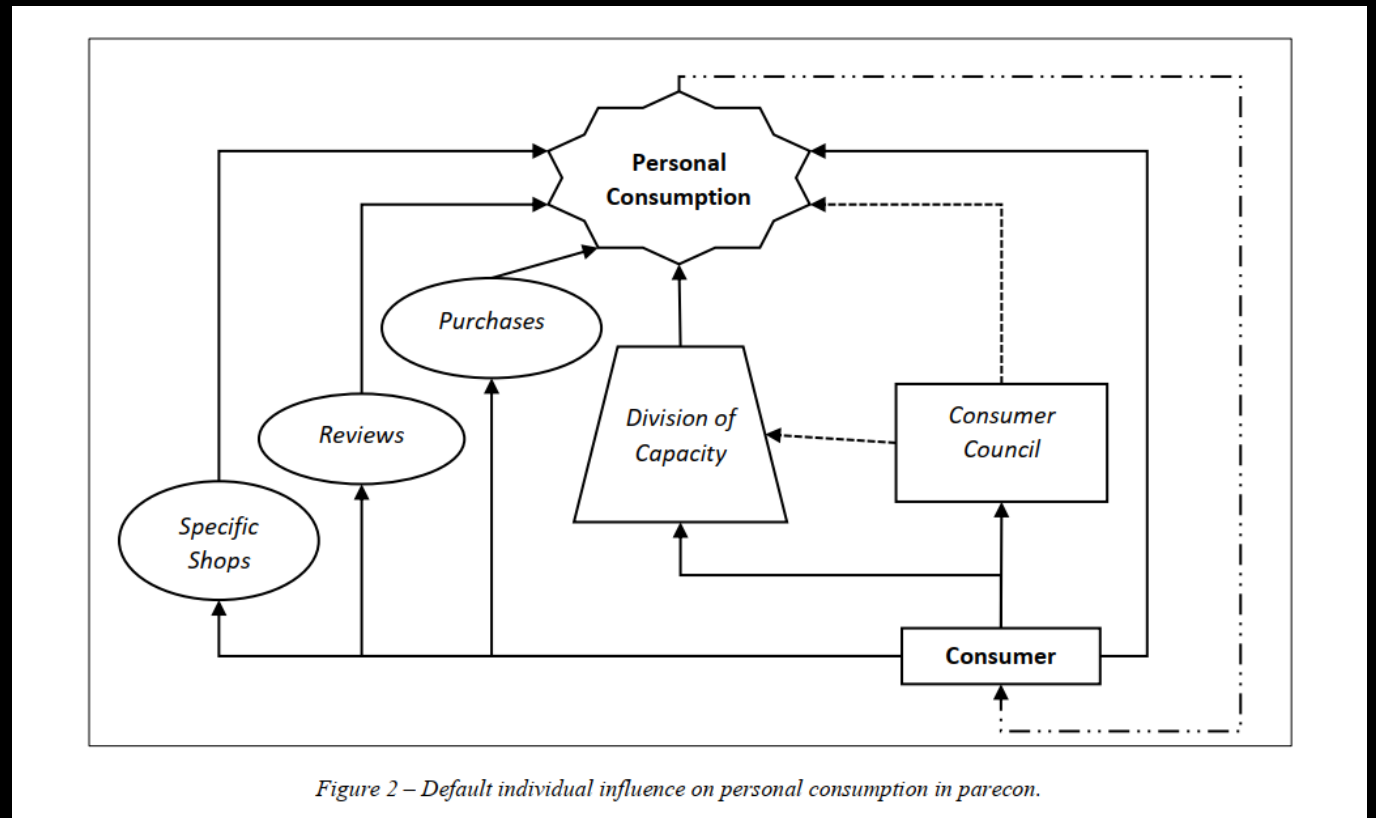 Personal
Consumption
Purchases
Division of
Capacity
Consumer
Council
Reviews
Specific
Shops
Consumer
Figure 2 – Default individual influence on personal consumption in parecon.